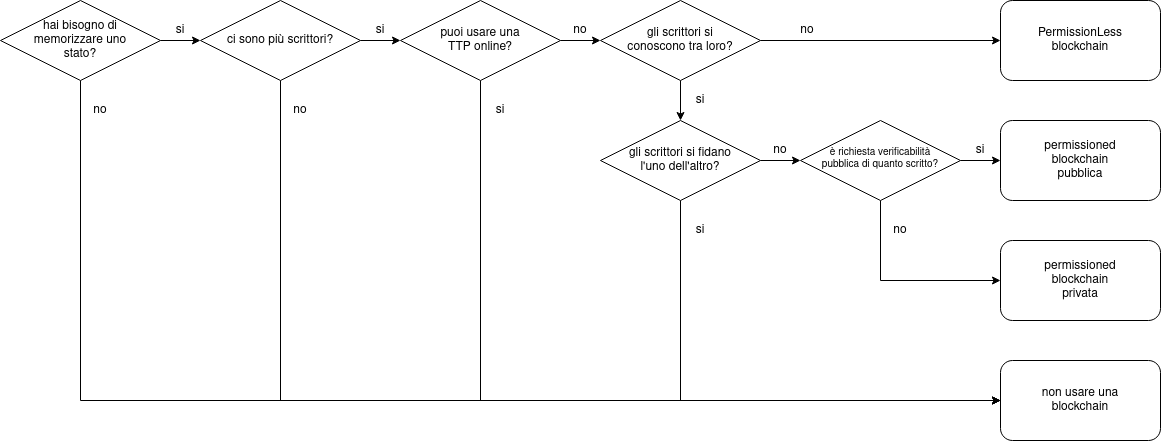 hai bisogno di
memorizzare uno
stato?
si
ci sono più scrittori?
si
puoi usare una
TTP online?
no
gli scrittori si
conoscono tra loro?
no
PermissionLess
blockchain
no
no
si
si
gli scrittori si fidano
l'uno dell'altro?
no
è richiesta verificabilità
pubblica di quanto scritto?
si
permissioned
blockchain
pubblica
si
no
permissioned
blockchain
privata
non usare una
blockchain